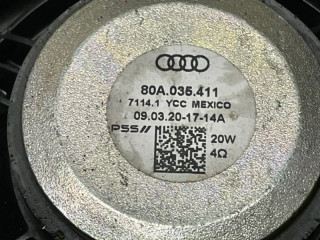 80A.035.411
7114.1 YCC MEXICO
09.03.20-17-14A
PSS//
20W
4Ω